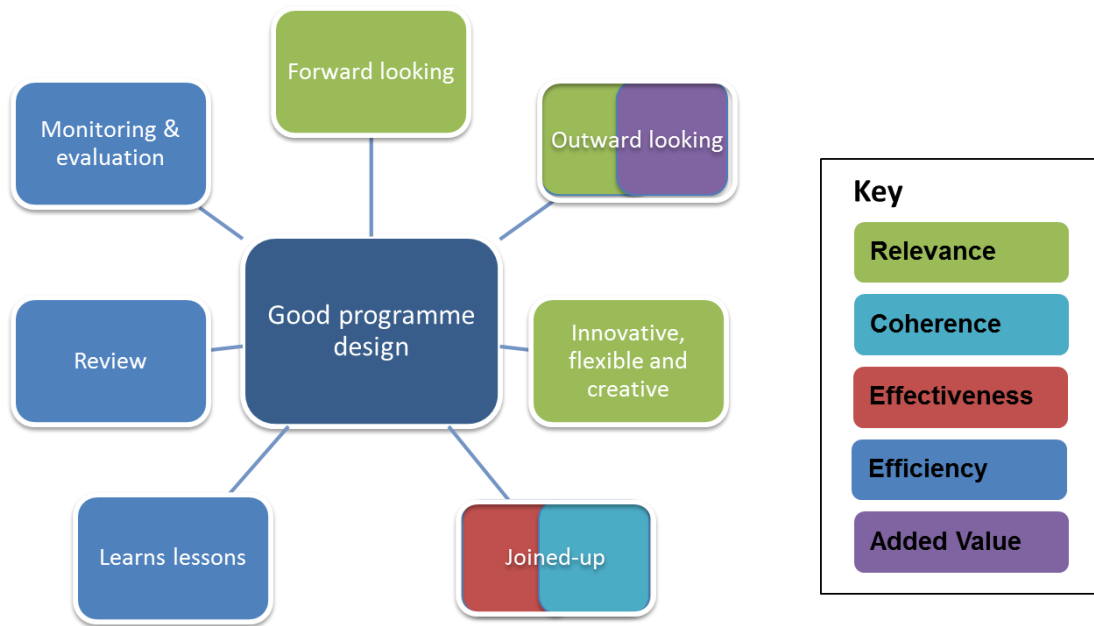 Forward looking
Monitoring &
evaluation
Outward looking
Good programme
design
Innovative,
flexible and
creative
Review
Learns lessons
Joined-up
Key
Relevance
Coherence
Effectiveness
Efficiency
Added Value